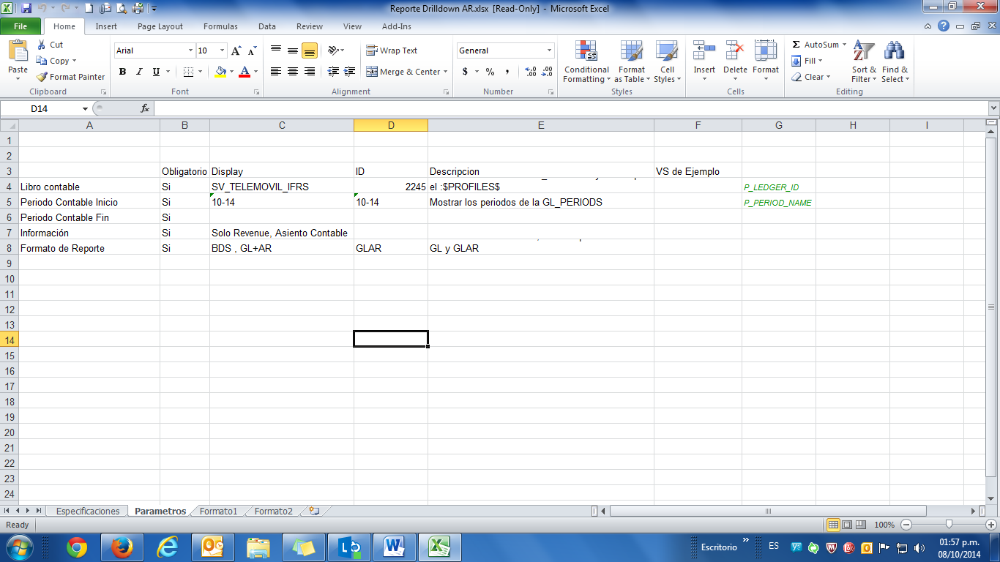 Reporte Drilldown AR.xlsx [Read-Only] - Microsoft Excel
File Home Insert Page Layout Formulas Data Review View Add-Ins
Paste
Cut
Copy
Format Painter
Clipboard
Arial 10
B I U
Font
Wrap Text
Merge & Center
Alignment
General
$ % ,
Number
Conditional Formatting
Format as Table
Cell Styles
Styles
Insert Delete Format
Cells
Σ AutoSum
Fill
Clear
Sort & Filter
Find & Select
Editing
D14 fx
A B C D E F G H I
1
2
3 Obligatorio Display ID Descripcion VS de Ejemplo
4 Libro contable Si SV_TELEMOVIL_IFRS 2245 el :$PROFILES$ P_LEDGER_ID
5 Periodo Contable Inicio Si 10-14 10-14 Mostrar los periodos de la GL_PERIODS P_PERIOD_NAME
6 Periodo Contable Fin Si
7 Información Si Solo Revenue, Asiento Contable
8 Formato de Reporte Si BDS , GL+AR GLAR GL y GLAR
9
10
11
12
13
14
15
16
17
18
19
20
21
22
23
24
Especificaciones Parametros Formato1 Formato2
Ready 100%
Escritorio » ES 01:57 p.m.
08/10/2014